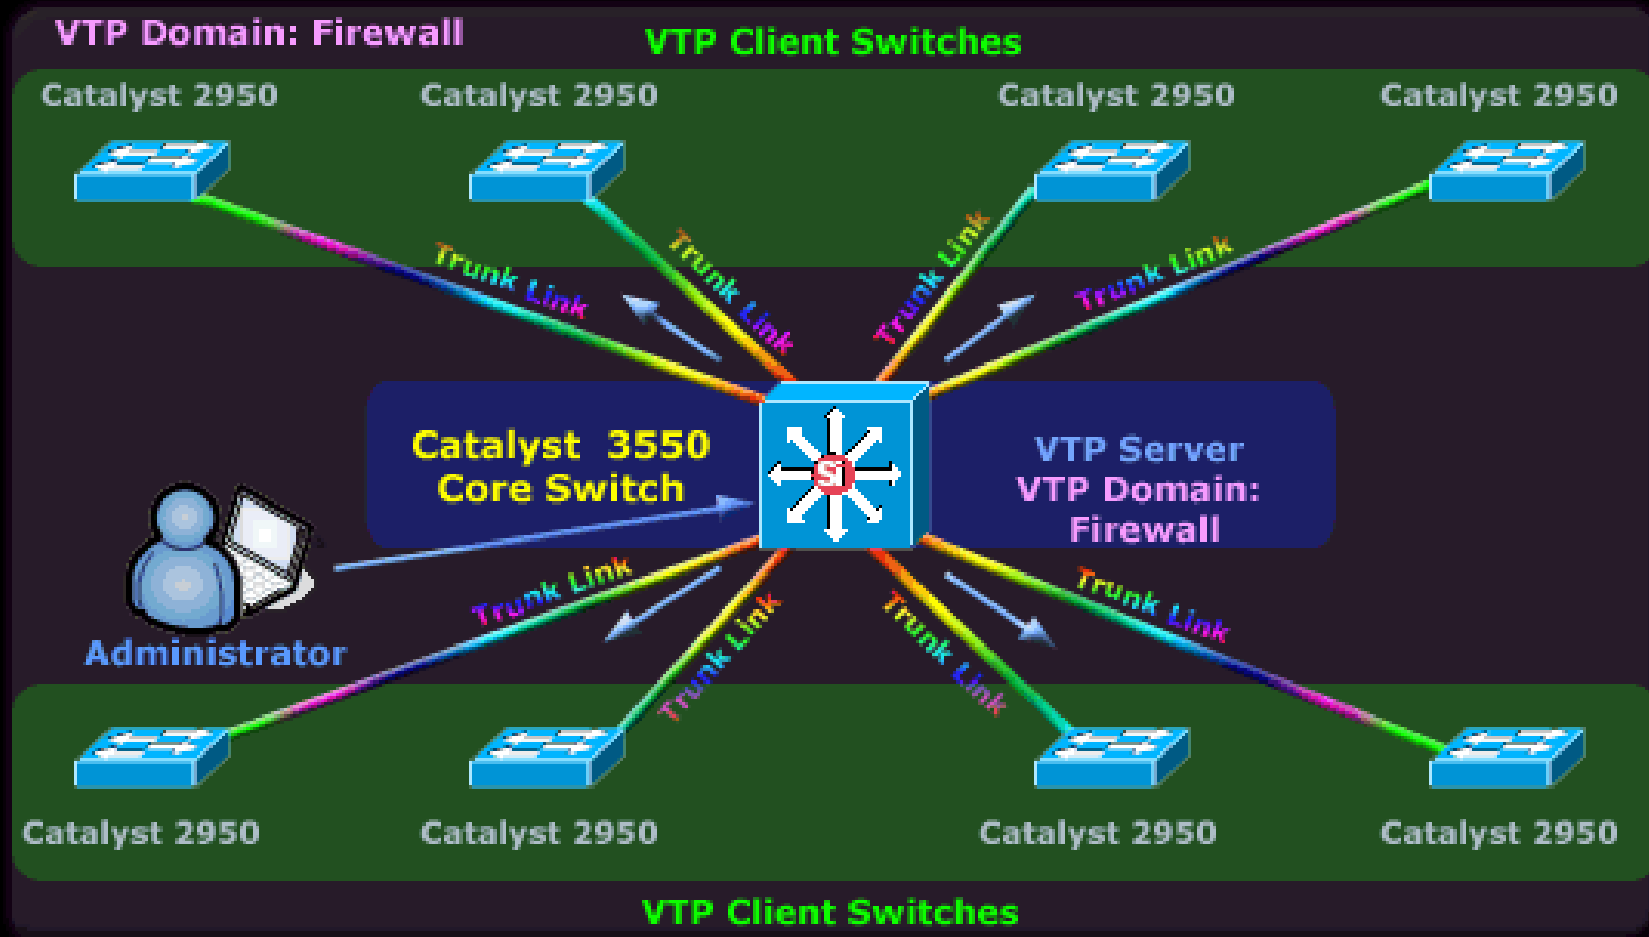 VTP Domain: Firewall
VTP Client Switches
Catalyst 2950
Catalyst 2950
Catalyst 2950
Catalyst 2950
Trunk Link
Trunk Link
Trunk Link
Trunk Link
Catalyst 3550
Core Switch
Si
VTP Server
VTP Domain:
Firewall
Administrator
Trunk Link
Trunk Link
Trunk Link
Trunk Link
Catalyst 2950
Catalyst 2950
Catalyst 2950
Catalyst 2950
VTP Client Switches